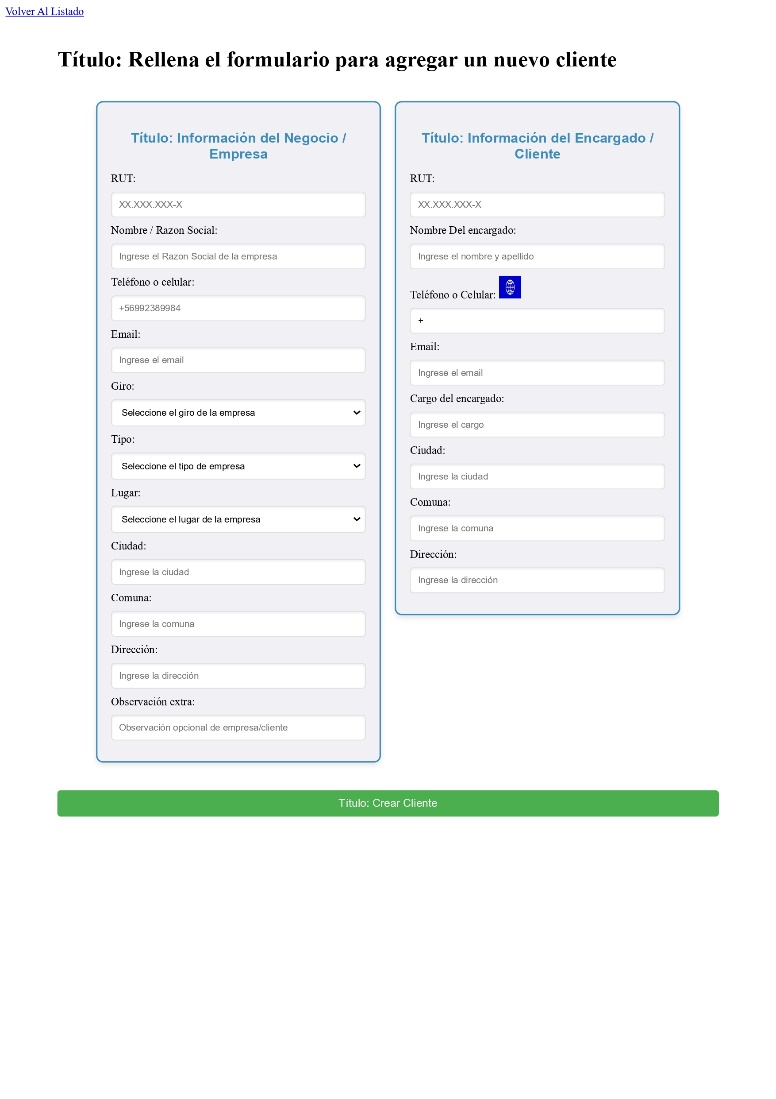 Volver Al Listado
Título: Rellena el formulario para agregar un nuevo cliente
Título: Información del Negocio /
Empresa
RUT:
XX.XXX.XXX-X
Nombre / Razon Social:
Ingrese el Razon Social de la empresa
Teléfono o celular:
+56992389984
Email:
Ingrese el email
Giro:
Seleccione el giro de la empresa
Tipo:
Seleccione el tipo de empresa
Lugar:
Seleccione el lugar de la empresa
Ciudad:
Ingrese la ciudad
Comuna:
Ingrese la comuna
Dirección:
Ingrese la dirección
Observación extra:
Observación opcional de empresa/cliente
Título: Información del Encargado /
Cliente
RUT:
XX.XXX.XXX-X
Nombre Del encargado:
Ingrese el nombre y apellido
Teléfono o Celular:
+
Email:
Ingrese el email
Cargo del encargado:
Ingrese el cargo
Ciudad:
Ingrese la ciudad
Comuna:
Ingrese la comuna
Dirección:
Ingrese la dirección
Título: Crear Cliente